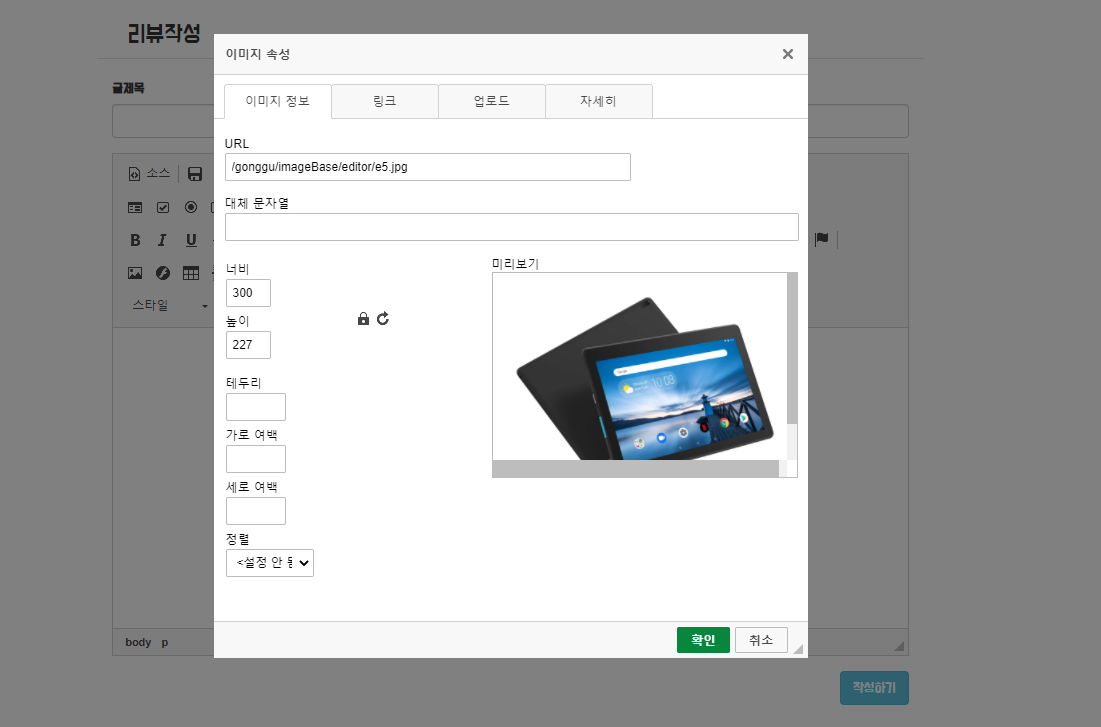 리뷰작성
이미지 속성
글제목
이미지 정보
링크
업로드
자세히
URL
/gonggu/imageBase/editor/e5.jpg
소스
대체 문자열
B I U
너비
300
미리보기
스타일
높이
227
테두리
가로 여백
세로 여백
정렬
<설정 안 됨
body p
확인
취소
작성하기